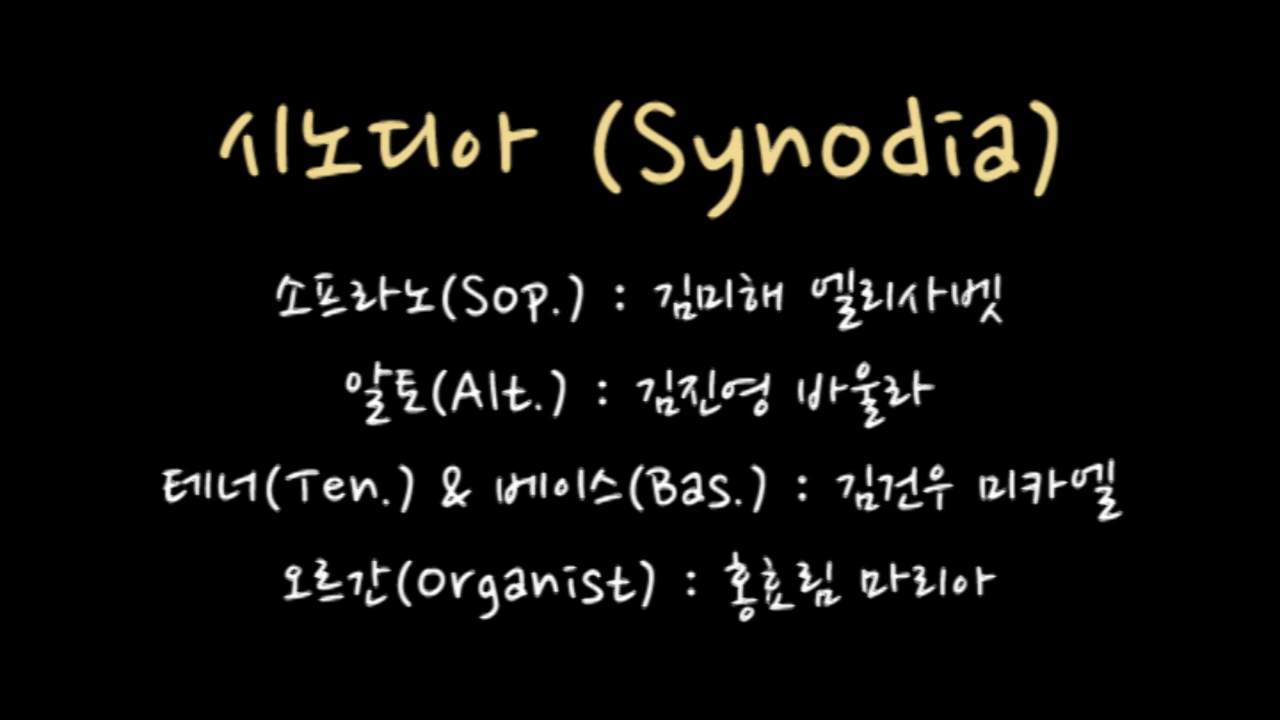 시노디아 (Synodia)
소프라노(Sop.) : 김미해 엘리사벳
알토(Alt.) : 김진영 바울라
테너(Ten.) & 베이스(Bas.) : 김건우 미카엘
오르간(Organist) : 홍효림 마리아